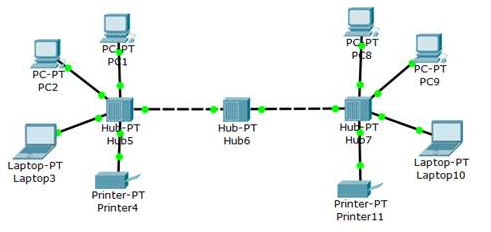 PC-PT
PC1
PC-PT
PC8
PC-PT
PC2
PC-PT
PC9
Hub-PT
Hub5
Hub-PT
Hub6
Hub-PT
Hub7
Laptop-PT
Laptop3
Laptop-PT
Laptop10
Printer-PT
Printer4
Printer-PT
Printer11